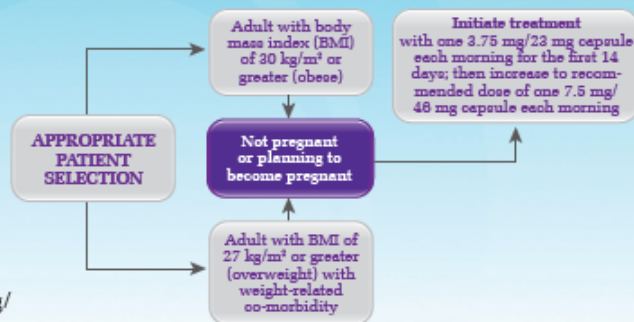 Adult with body
mass index (BMI)
of 30 kg/m² or
greater (obese)
Initiate treatment
with one 3.75 mg/23 mg capsule
each morning for the first 14
days; then increase to recom-
mended dose of one 7.5 mg/
46 mg capsule each morning
APPROPRIATE
PATIENT
SELECTION
Not pregnant
or planning to
become pregnant
Adult with BMI of
27 kg/m² or greater
(overweight) with
weight-related
co-morbidity
g/